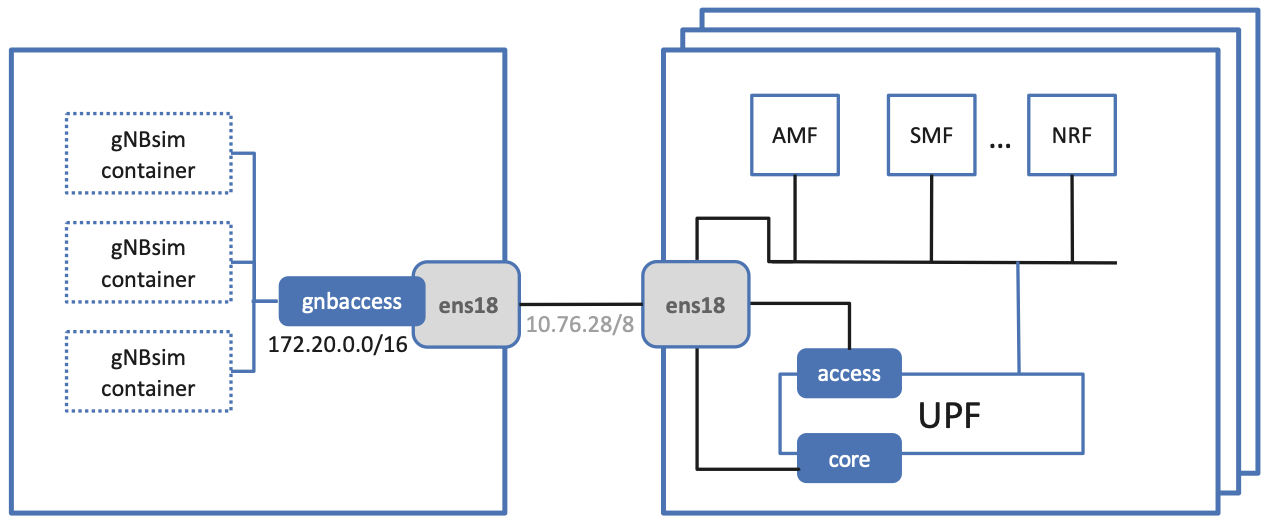 gNBsim
container
gNBsim
container
gNBsim
container
gnbaccess
172.20.0.0/16
ens18
10.76.28/8
ens18
AMF
SMF
...
NRF
access
UPF
core